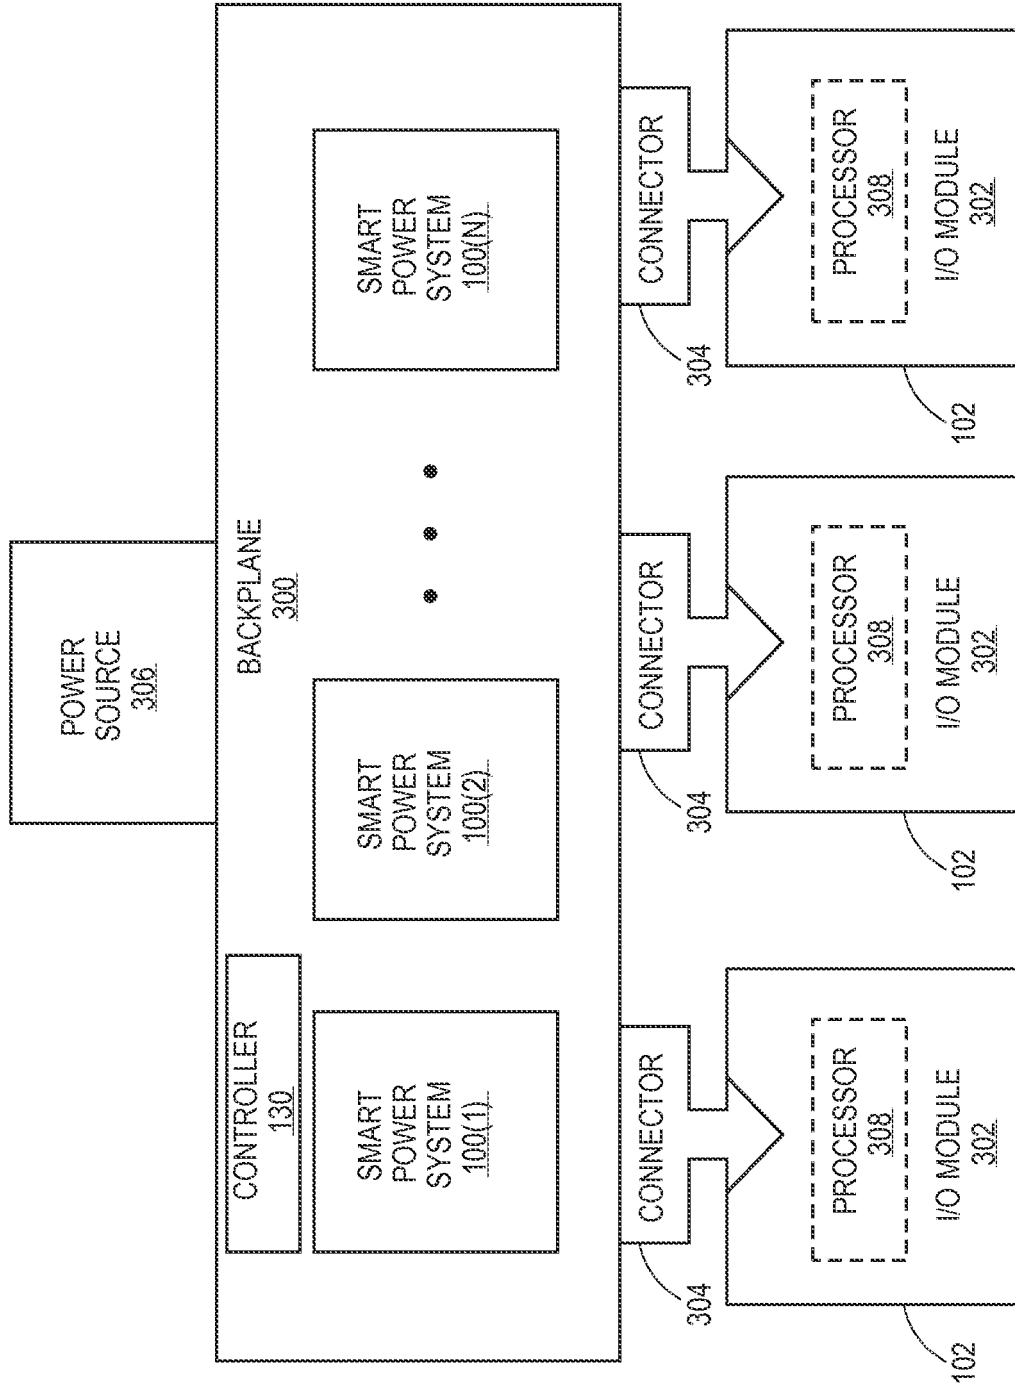 POWER
SOURCE
306
BACKPLANE
300
CONTROLLER
130
SMART
POWER
SYSTEM
100(1)
SMART
POWER
SYSTEM
100(2)
SMART
POWER
SYSTEM
100(N)
304
CONNECTOR
304
CONNECTOR
304
CONNECTOR
102
PROCESSOR
308
I/O MODULE
302
102
PROCESSOR
308
I/O MODULE
302
102
PROCESSOR
308
I/O MODULE
302